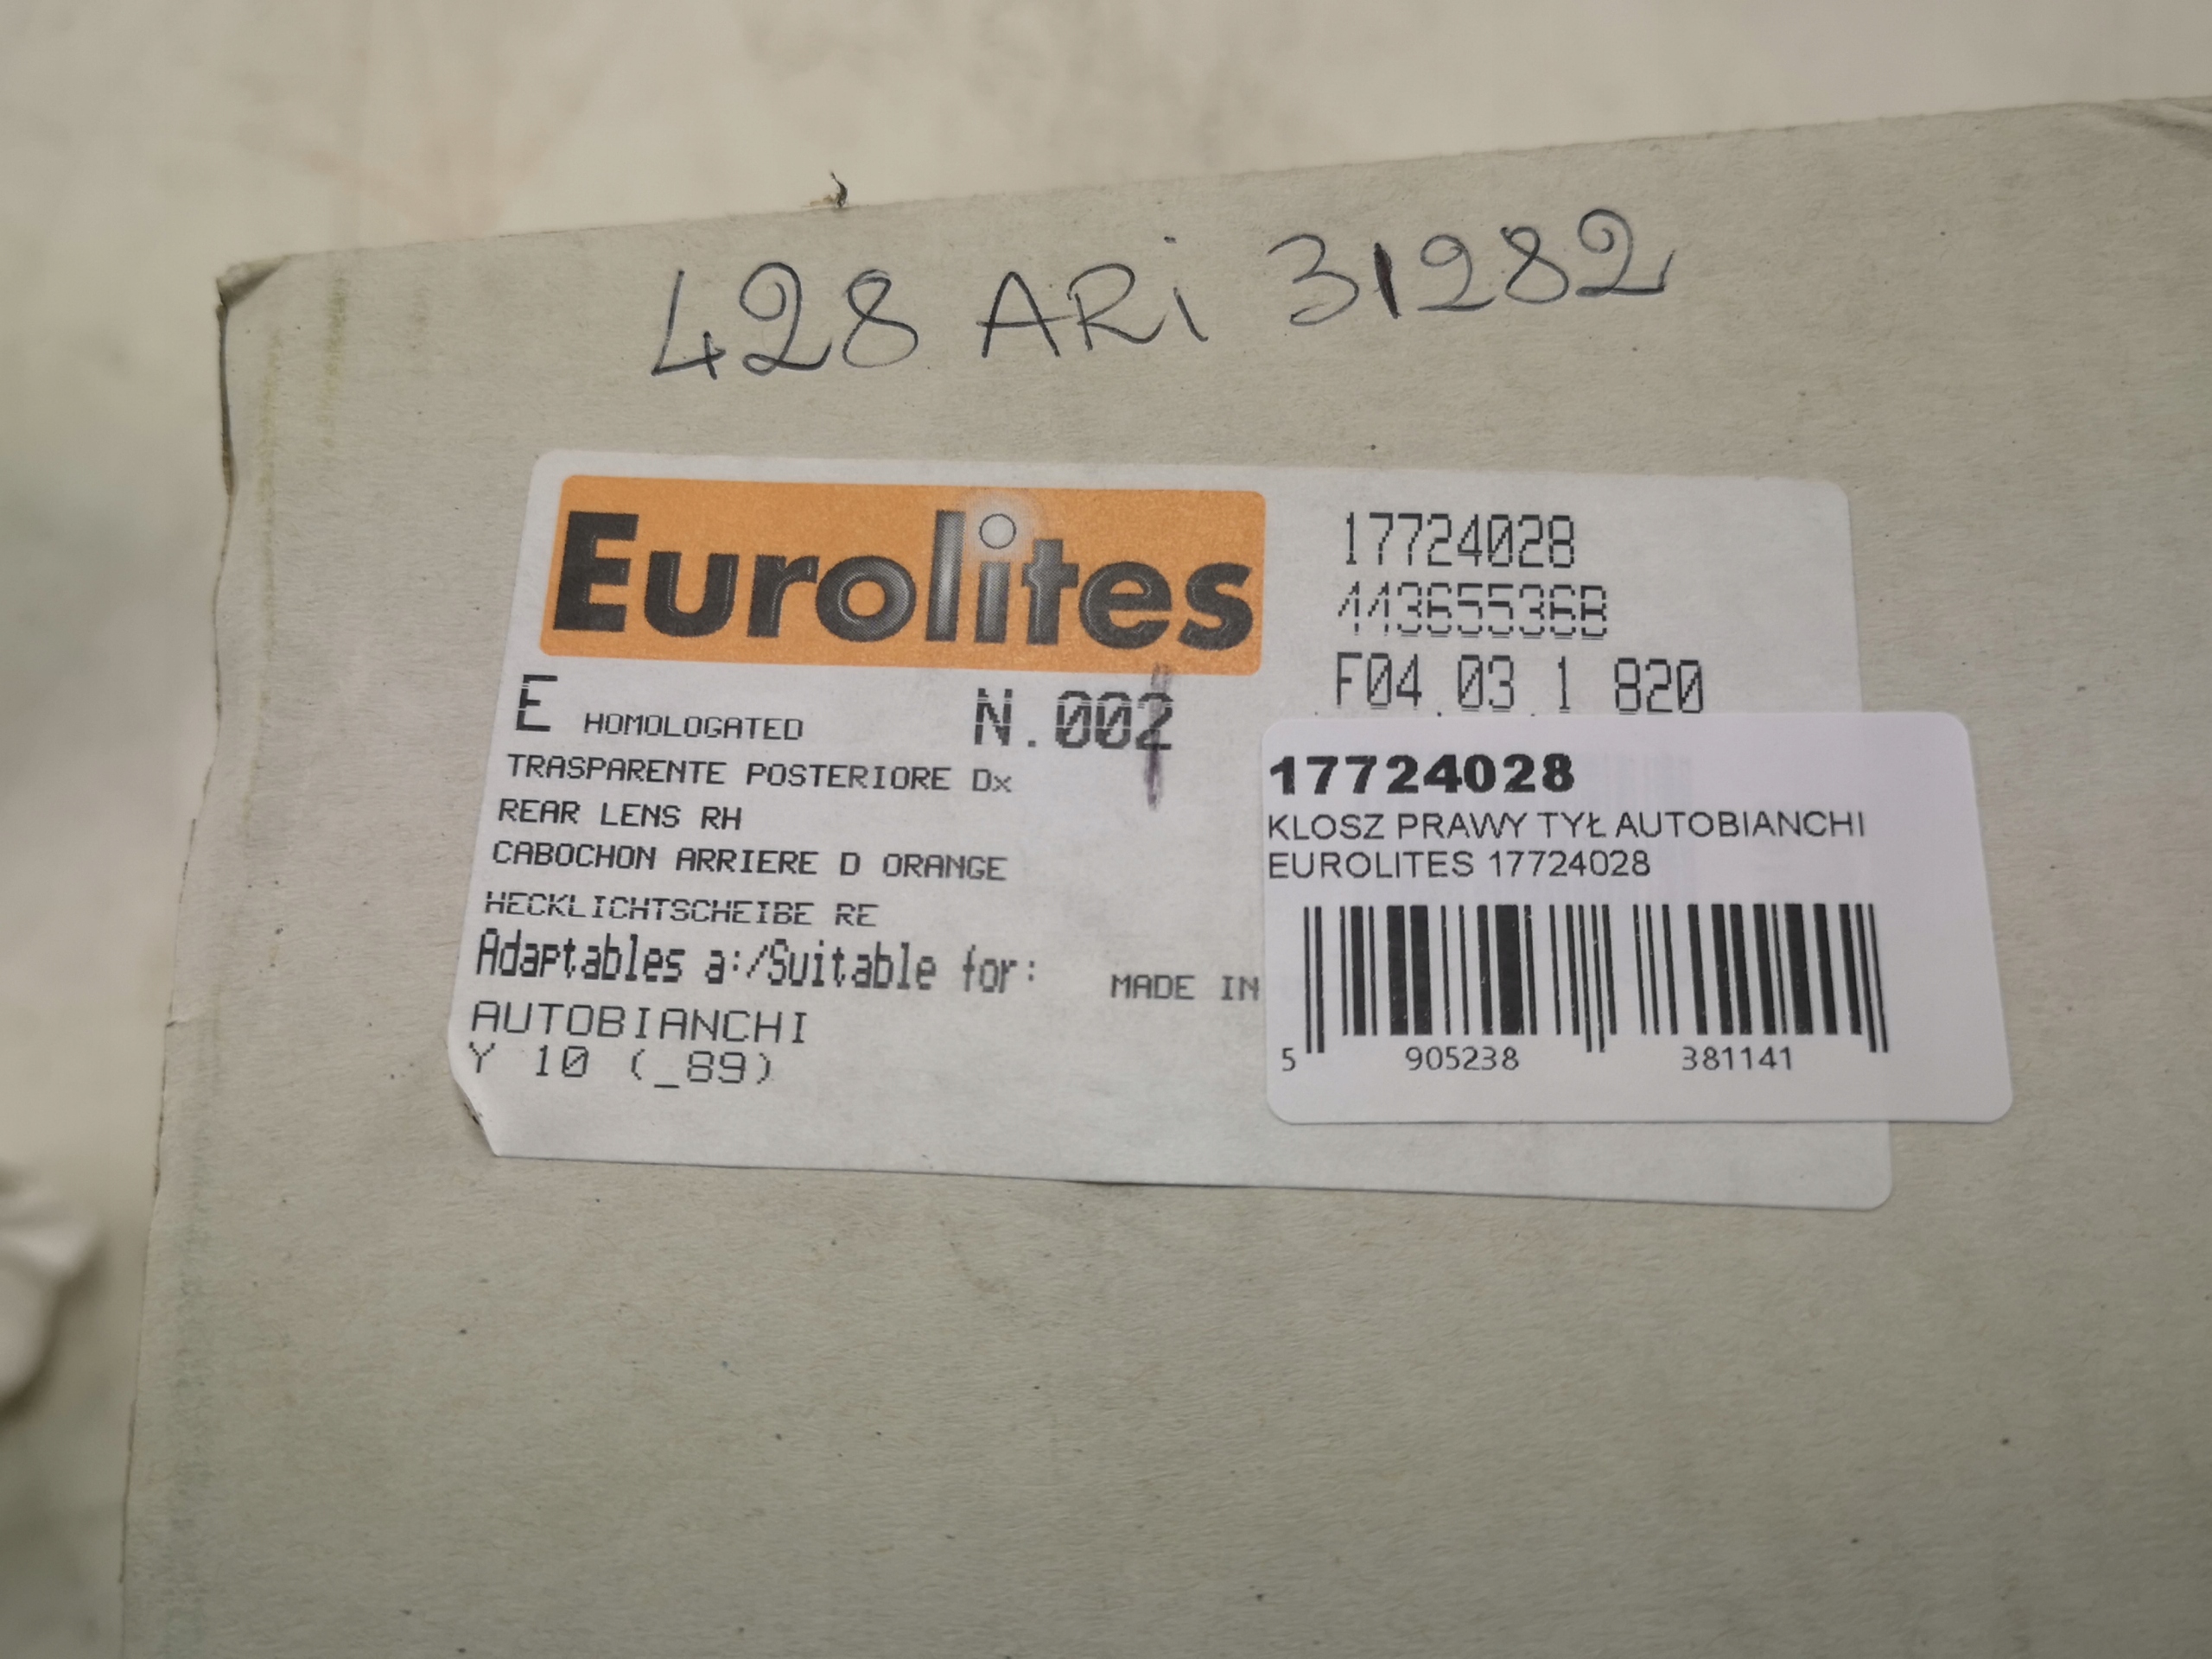 428 ARi 31282
Eurolites
17724028
443655368
F04.03.1 820
E HOMOLOGATED N.002
TRASPARENTE POSTERIORE Dx
REAR LENS RH
CABOCHON ARRIERE D ORANGE
HECKLICHTSCHEIBE RE
Adaptables a:/Suitable for:
MADE IN
AUTOBIANCHI
Y 10 (_89)
17724028
KLOSZ PRAWY TYŁ AUTOBIANCHI
EUROLITES 17724028
5 905238 381141